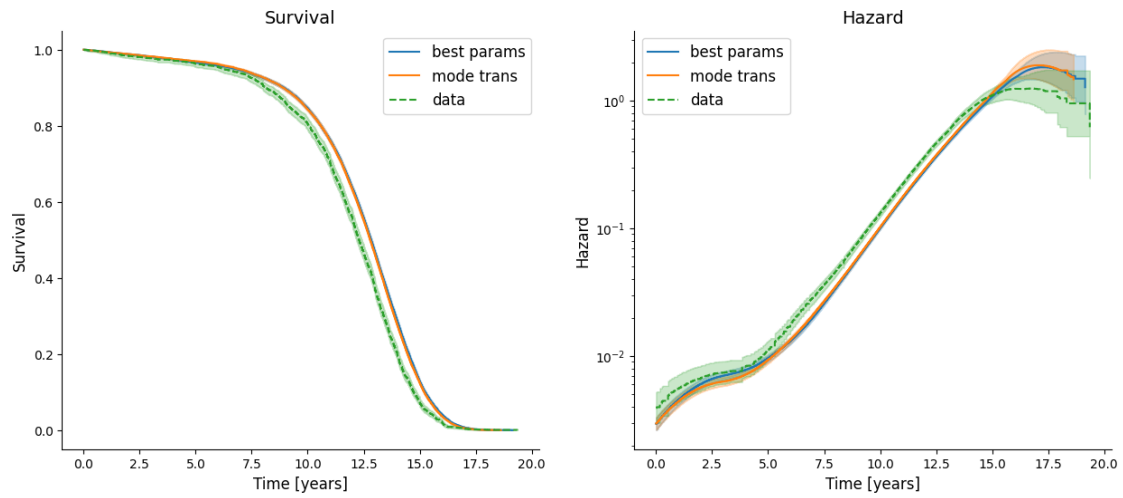 Survival
best params
mode trans
data
1.0
0.8
0.6
0.4
0.2
0.0
Survival
0.0 2.5 5.0 7.5 10.0 12.5 15.0 17.5 20.0
Time [years]
Hazard
best params
mode trans
data
10⁰
10⁻¹
10⁻²
Hazard
0.0 2.5 5.0 7.5 10.0 12.5 15.0 17.5 20.0
Time [years]